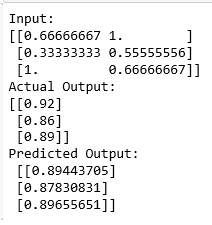 Input:
[[0.66666667 1.        ]
 [0.33333333 0.55555556]
 [1.         0.66666667]]
Actual Output:
[[0.92]
 [0.86]
 [0.89]]
Predicted Output:
 [[0.89443705]
 [0.87830831]
 [0.89655651]]